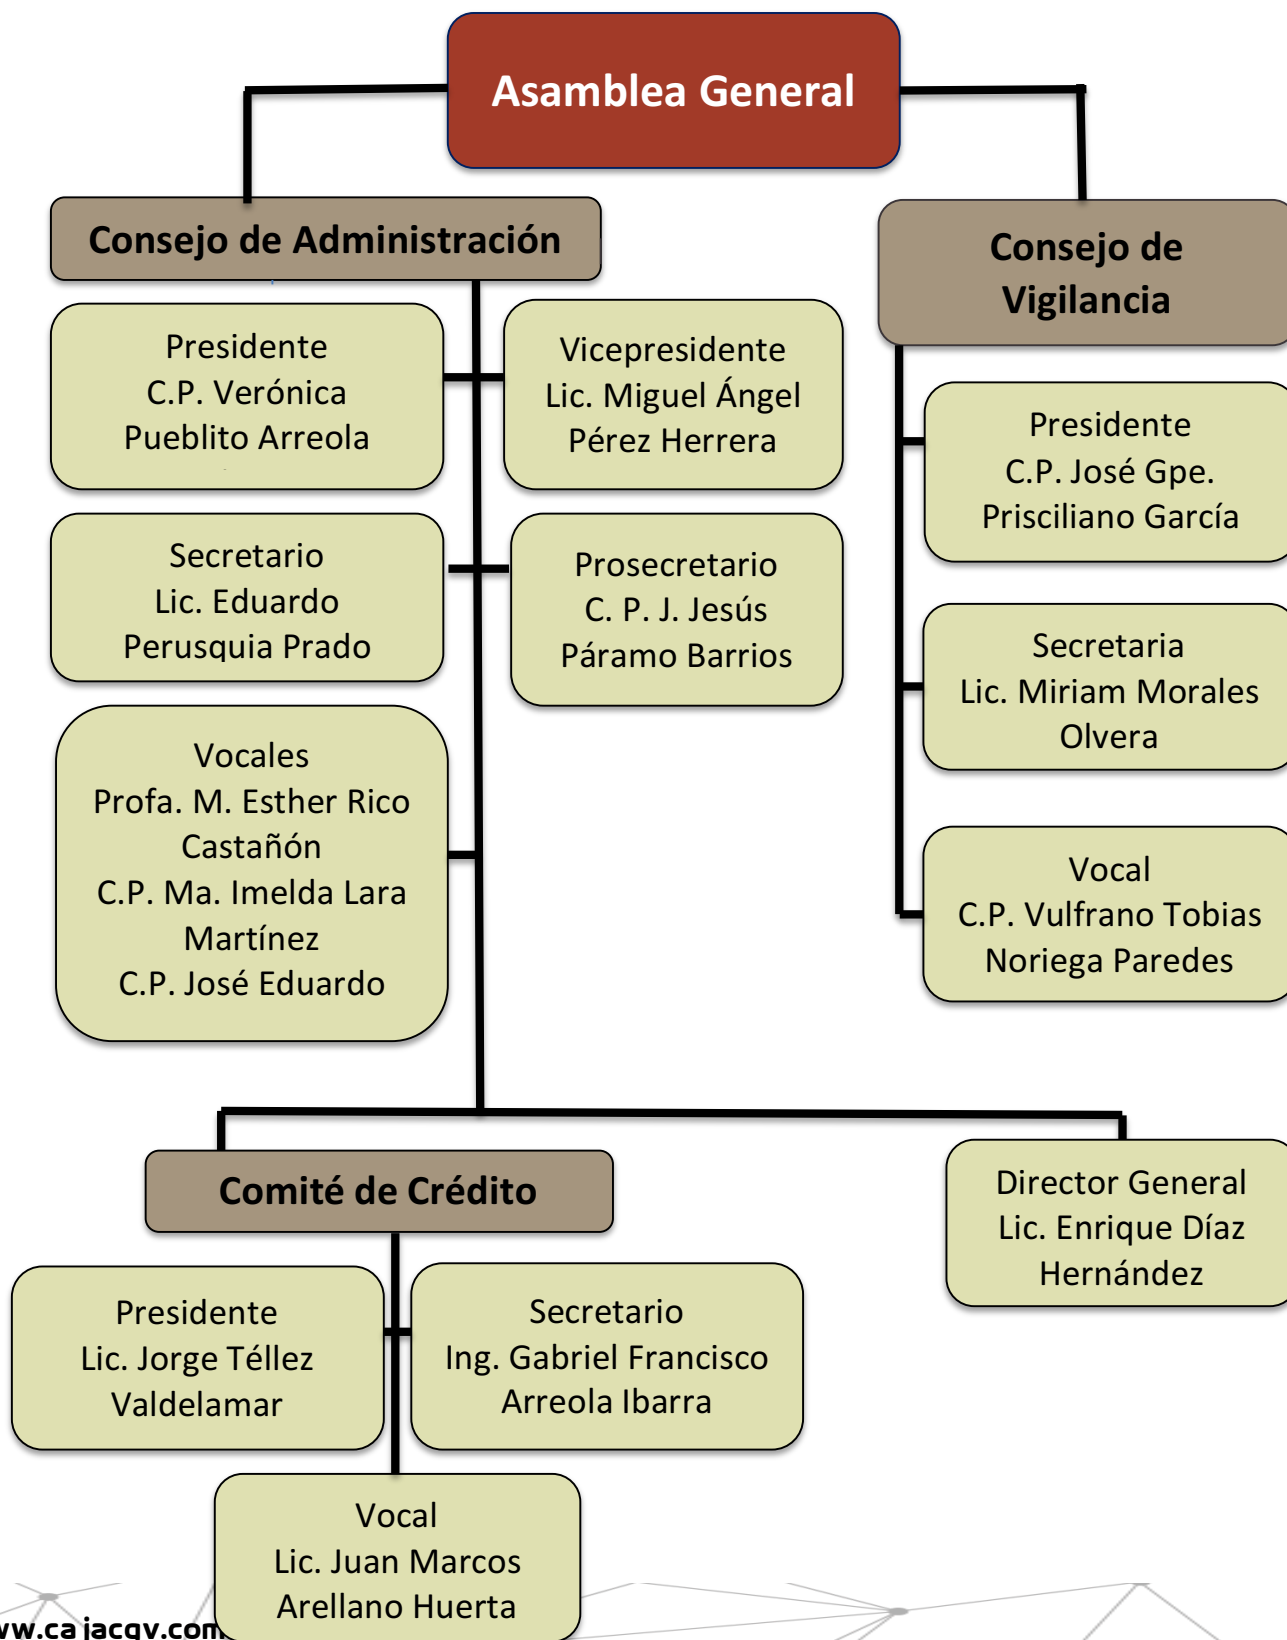 Asamblea General
Consejo de Administración
Consejo de
Vigilancia
Presidente
C.P. Verónica
Pueblito Arreola
Vicepresidente
Lic. Miguel Ángel
Pérez Herrera
Secretario
Lic. Eduardo
Perusquia Prado
Prosecretario
C. P. J. Jesús
Páramo Barrios
Vocales
Profa. M. Esther Rico
Castañón
C.P. Ma. Imelda Lara
Martínez
C.P. José Eduardo
Presidente
C.P. José Gpe.
Prisciliano García
Secretaria
Lic. Miriam Morales
Olvera
Vocal
C.P. Vulfrano Tobias
Noriega Paredes
Comité de Crédito
Director General
Lic. Enrique Díaz
Hernández
Presidente
Lic. Jorge Téllez
Valdelamar
Secretario
Ing. Gabriel Francisco
Arreola Ibarra
Vocal
Lic. Juan Marcos
Arellano Huerta
ww.cajacgv.com